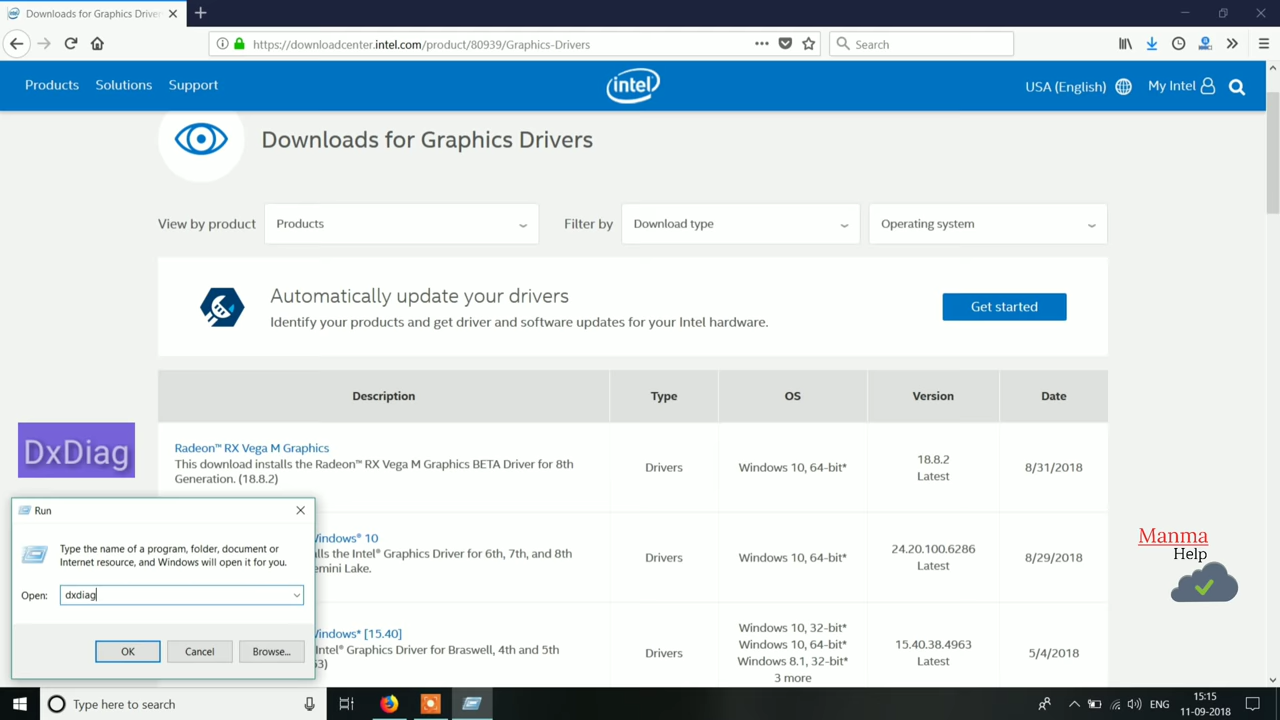 Downloads for Graphics Drive
https://downloadcenter.intel.com/product/80939/Graphics-Drivers
Search
Products
Solutions
Support
intel
USA (English)
My Intel
Downloads for Graphics Drivers
View by product
Products
Filter by
Download type
Operating system
Automatically update your drivers
Identify your products and get driver and software updates for your Intel hardware.
Get started
Description
Type
OS
Version
Date
Radeon™ RX Vega M Graphics
This download installs the Radeon™ RX Vega M Graphics BETA Driver for 8th
Generation. (18.8.2)
Drivers
Windows 10, 64-bit*
18.8.2
Latest
8/31/2018
Windows® 10
lls the Intel® Graphics Driver for 6th, 7th, and 8th
emini Lake.
Drivers
Windows 10, 64-bit*
24.20.100.6286
Latest
8/29/2018
Windows* [15.40]
Intel® Graphics Driver for Braswell, 4th and 5th
63)
Drivers
Windows 10, 32-bit*
Windows 10, 64-bit*
Windows 8.1, 32-bit*
3 more
15.40.38.4963
Latest
5/4/2018
DxDiag
Run
Type the name of a program, folder, document or
Internet resource, and Windows will open it for you.
Open:
dxdiag
OK
Cancel
Browse...
Manma
Help
Type here to search
ENG
15:15
11-09-2018